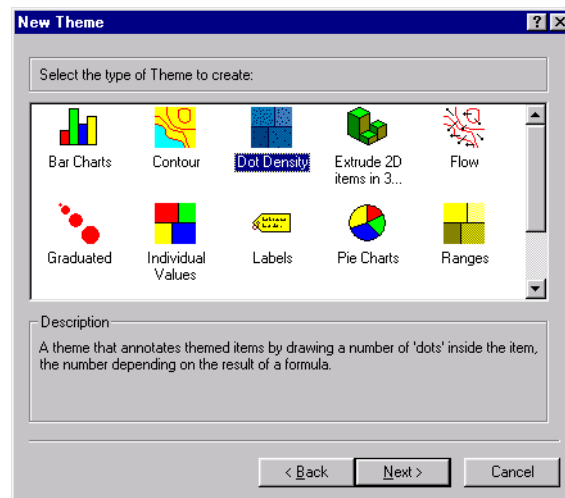 New Theme
Select the type of Theme to create:
Bar Charts Contour Dot Density Extrude 2D Flow
items in 3...
Graduated Individual Labels Pie Charts Ranges
Values
Description
A theme that annotates themed items by drawing a number of 'dots' inside the item,
the number depending on the result of a formula.
< Back Next > Cancel